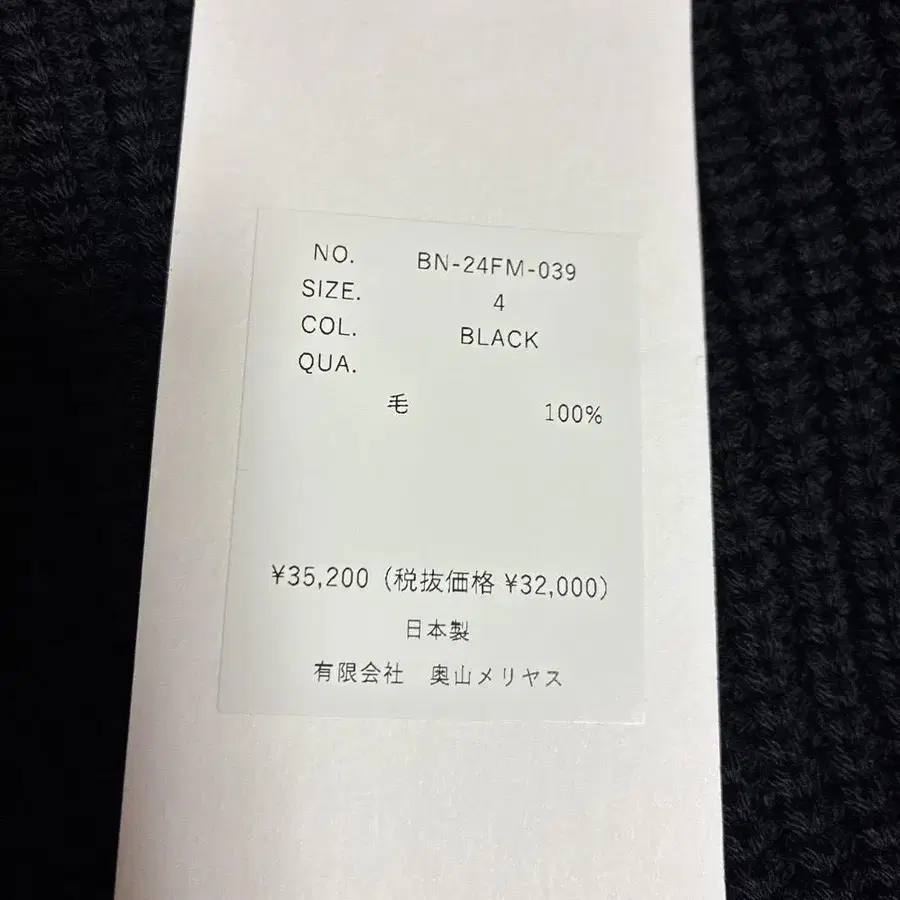 NO. BN-24FM-039
SIZE. 4
COL. BLACK
QUA.
毛 100%
¥35,200 (税抜価格 ¥32,000)
日本製
有限会社 奥山メリヤス